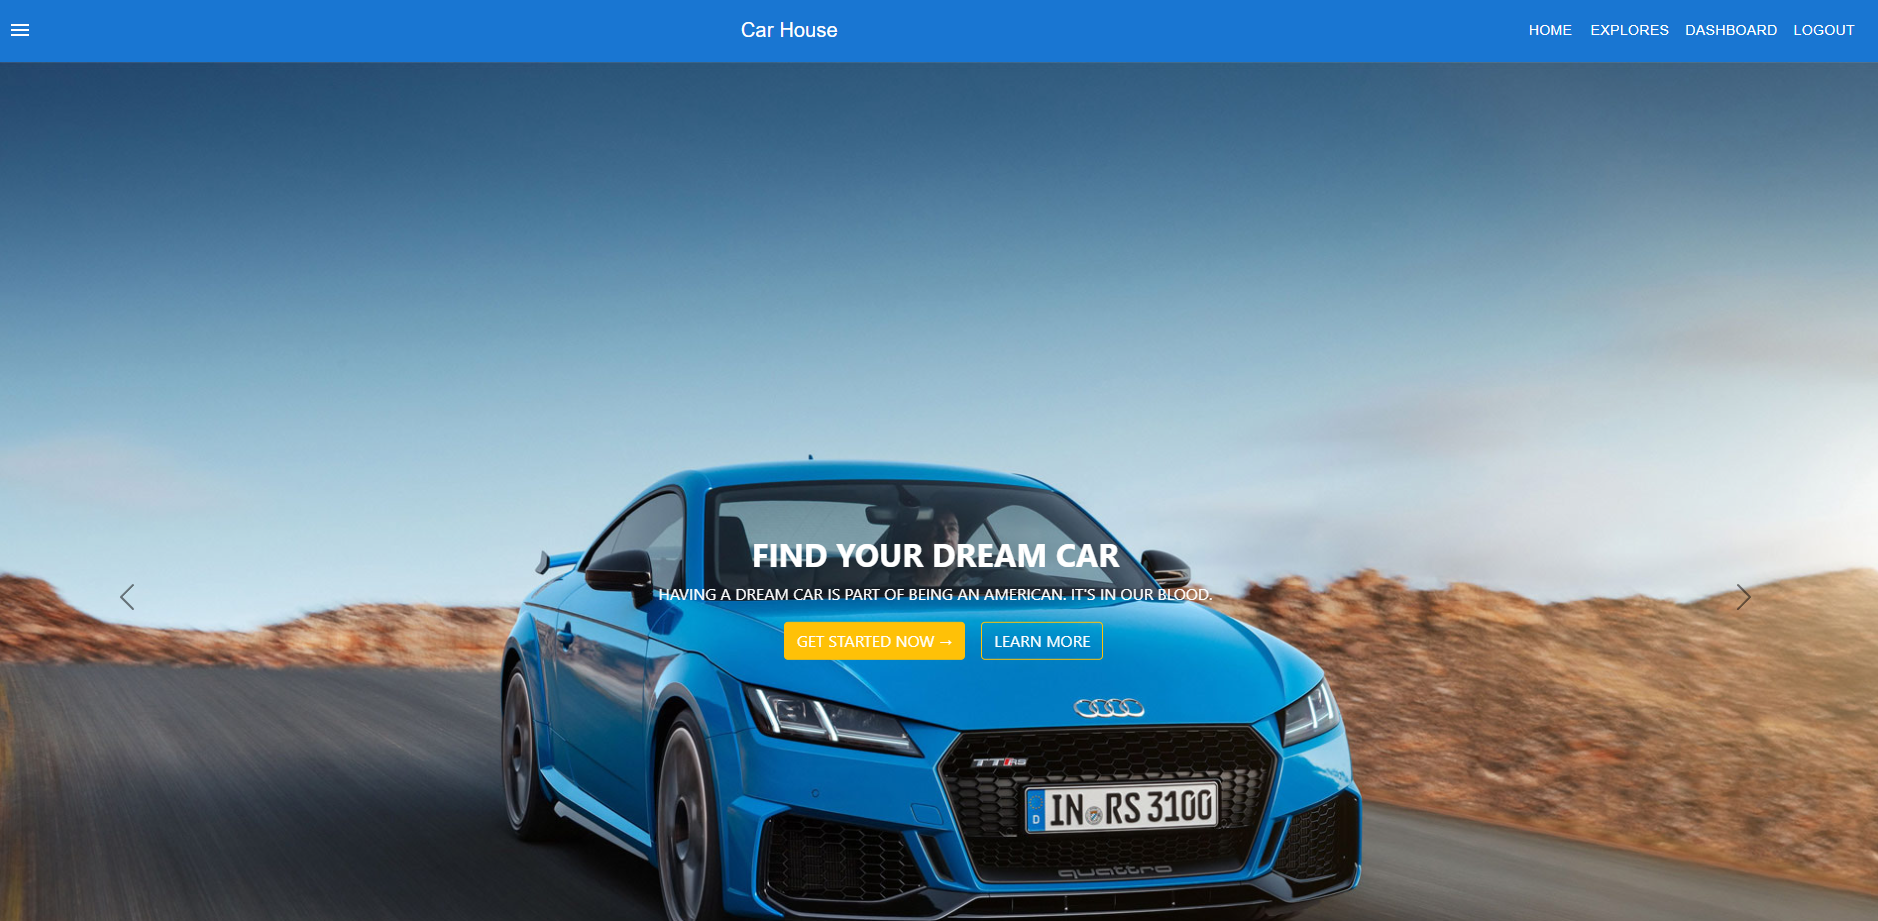 Car House
HOME EXPLORES DASHBOARD LOGOUT
FIND YOUR DREAM CAR
HAVING A DREAM CAR IS PART OF BEING AN AMERICAN. IT'S IN OUR BLOOD.
GET STARTED NOW → LEARN MORE
TT RS
D IN RS 3100
quattro